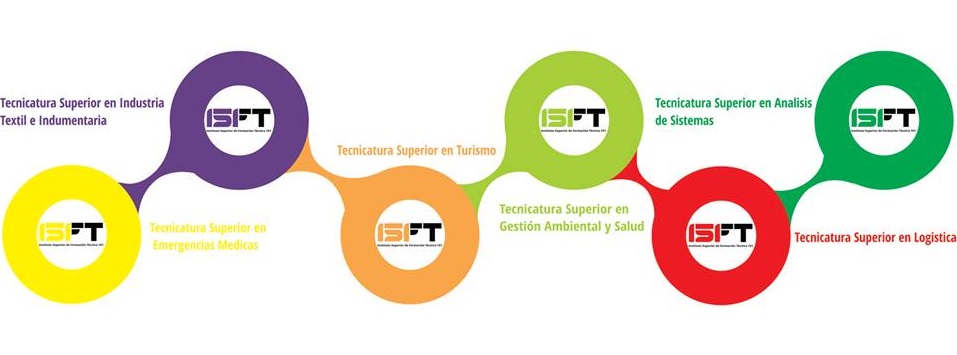 Tecnicatura Superior en Industria
Textil e Indumentaria
ISFT
Instituto Superior de Formación Técnica 151
Tecnicatura Superior en Turismo
ISFT
Instituto Superior de Formación Técnica 151
Tecnicatura Superior en Analisis
de Sistemas
ISFT
Instituto Superior de Formación Técnica 151
ISFT
Instituto Superior de Formación Técnica 151
Tecnicatura Superior en
Emergencias Medicas
ISFT
Instituto Superior de Formación Técnica 151
Tecnicatura Superior en
Gestión Ambiental y Salud
ISFT
Instituto Superior de Formación Técnica 151
Tecnicatura Superior en Logistica